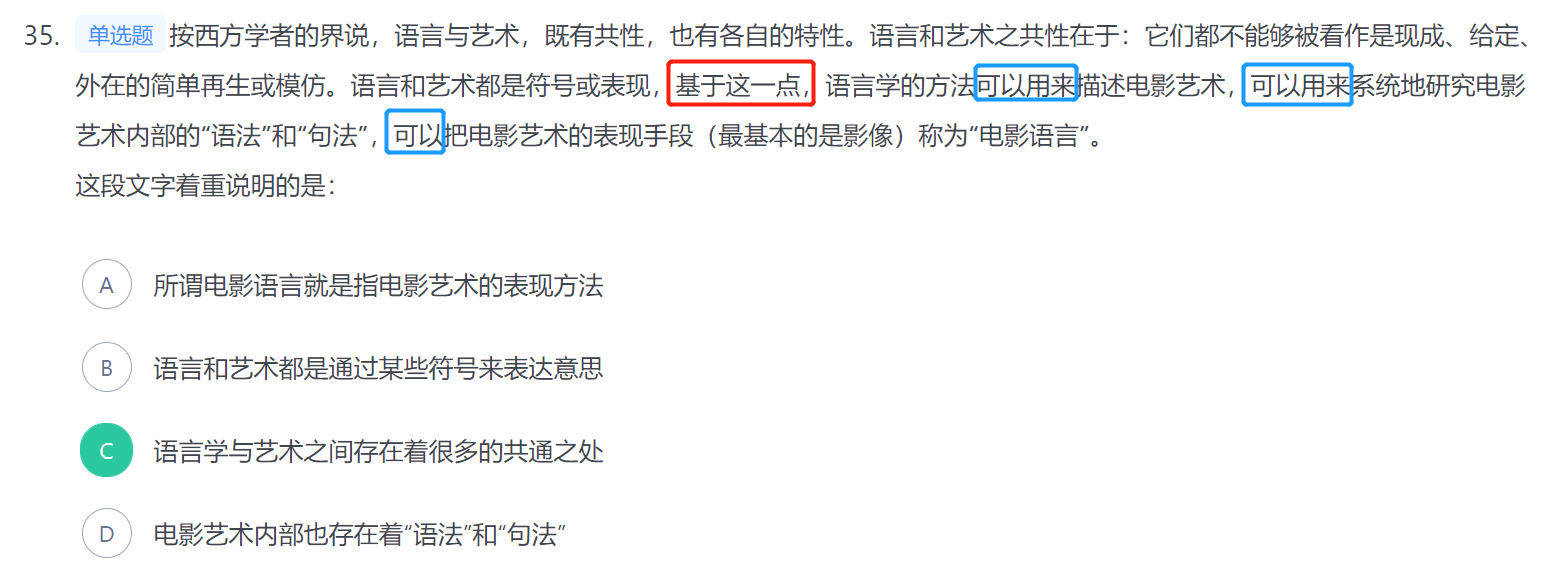 35. 单选题 按西方学者的界说，语言与艺术，既有共性，也有各自的特性。语言和艺术之共性在于：它们都不能够被看作是现成、给定、
外在的简单再生或模仿。语言和艺术都是符号或表现，基于这一点，语言学的方法可以用来描述电影艺术，可以用来系统地研究电影
艺术内部的“语法”和“句法”，可以把电影艺术的表现手段（最基本的是影像）称为“电影语言”。
这段文字着重说明的是：
A 所谓电影语言就是指电影艺术的表现方法
B 语言和艺术都是通过某些符号来表达意思
C 语言学与艺术之间存在着很多的共通之处
D 电影艺术内部也存在着“语法”和“句法”